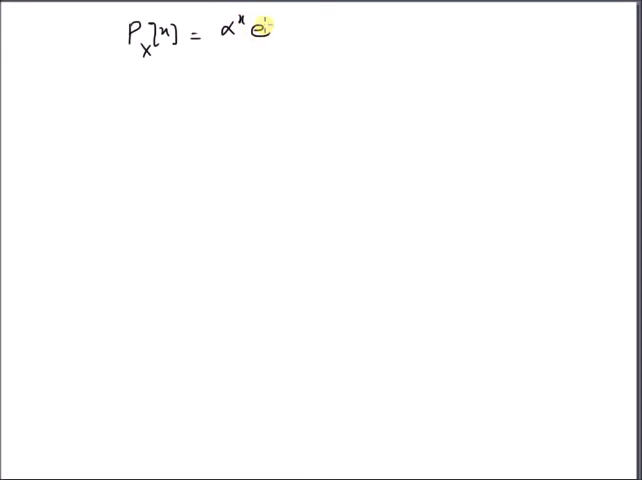 P_X[x] = α^x e